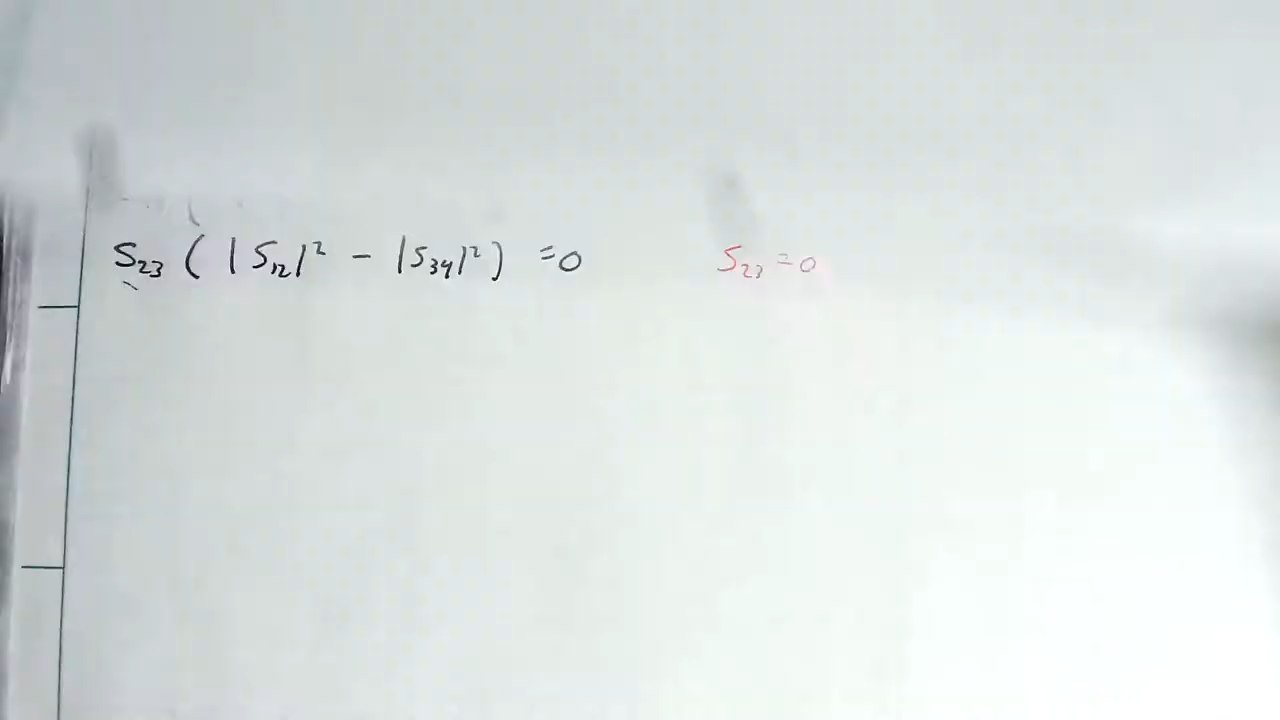 S₂₃ ( |S₁₂|² - |S₃₄|² ) = 0 S₂₃ = 0